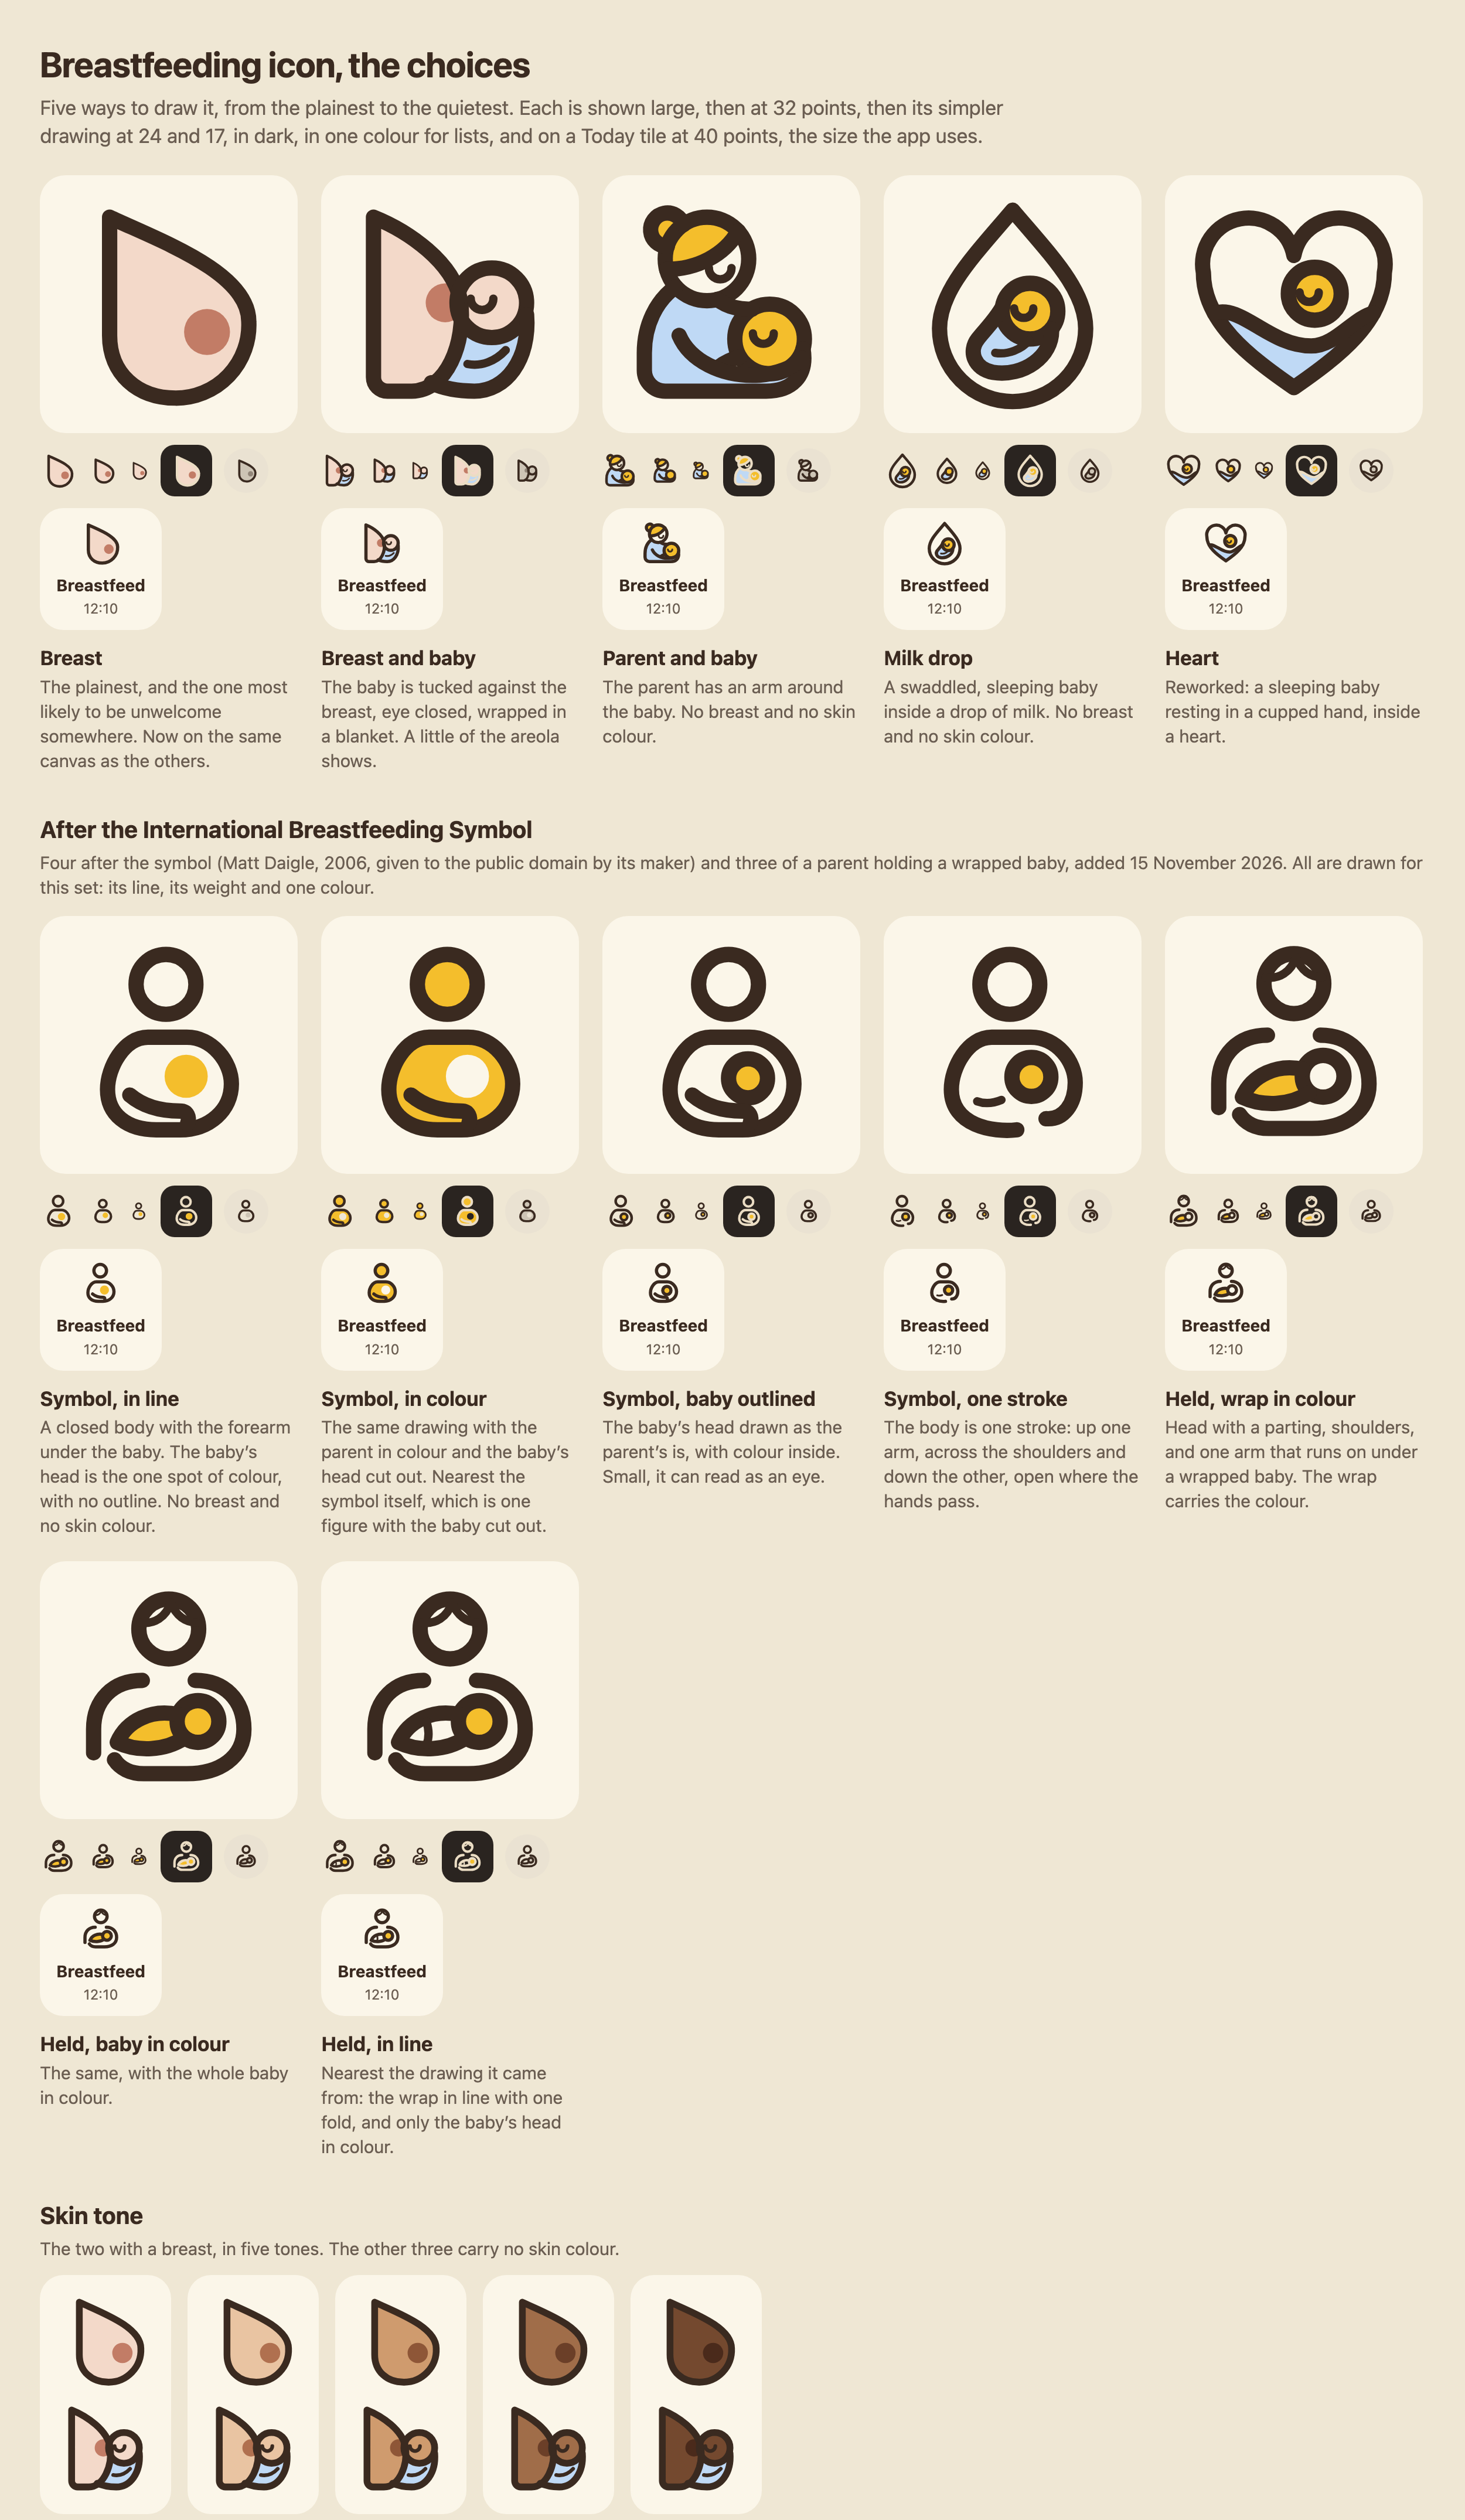 Breastfeeding icon, the choices
Five ways to draw it, from the plainest to the quietest. Each is shown large, then at 32 points, then its simpler
drawing at 24 and 17, in dark, in one colour for lists, and on a Today tile at 40 points, the size the app uses.
Breastfeed
12:10
Breast
The plainest, and the one most
likely to be unwelcome
somewhere. Now on the same
canvas as the others.
Breastfeed
12:10
Breast and baby
The baby is tucked against the
breast, eye closed, wrapped in
a blanket. A little of the areola
shows.
Breastfeed
12:10
Parent and baby
The parent has an arm around
the baby. No breast and no skin
colour.
Breastfeed
12:10
Milk drop
A swaddled, sleeping baby
inside a drop of milk. No breast
and no skin colour.
Breastfeed
12:10
Heart
Reworked: a sleeping baby
resting in a cupped hand, inside
a heart.
After the International Breastfeeding Symbol
Four after the symbol (Matt Daigle, 2006, given to the public domain by its maker) and three of a parent holding a wrapped baby, added 15 November 2026. All are drawn for
this set: its line, its weight and one colour.
Breastfeed
12:10
Symbol, in line
A closed body with the forearm
under the baby. The baby’s
head is the one spot of colour,
with no outline. No breast and
no skin colour.
Breastfeed
12:10
Symbol, in colour
The same drawing with the
parent in colour and the baby’s
head cut out. Nearest the
symbol itself, which is one
figure with the baby cut out.
Breastfeed
12:10
Symbol, baby outlined
The baby’s head drawn as the
parent’s is, with colour inside.
Small, it can read as an eye.
Breastfeed
12:10
Symbol, one stroke
The body is one stroke: up one
arm, across the shoulders and
down the other, open where the
hands pass.
Breastfeed
12:10
Held, wrap in colour
Head with a parting, shoulders,
and one arm that runs on under
a wrapped baby. The wrap
carries the colour.
Breastfeed
12:10
Held, baby in colour
The same, with the whole baby
in colour.
Breastfeed
12:10
Held, in line
Nearest the drawing it came
from: the wrap in line with one
fold, and only the baby’s head
in colour.
Skin tone
The two with a breast, in five tones. The other three carry no skin colour.